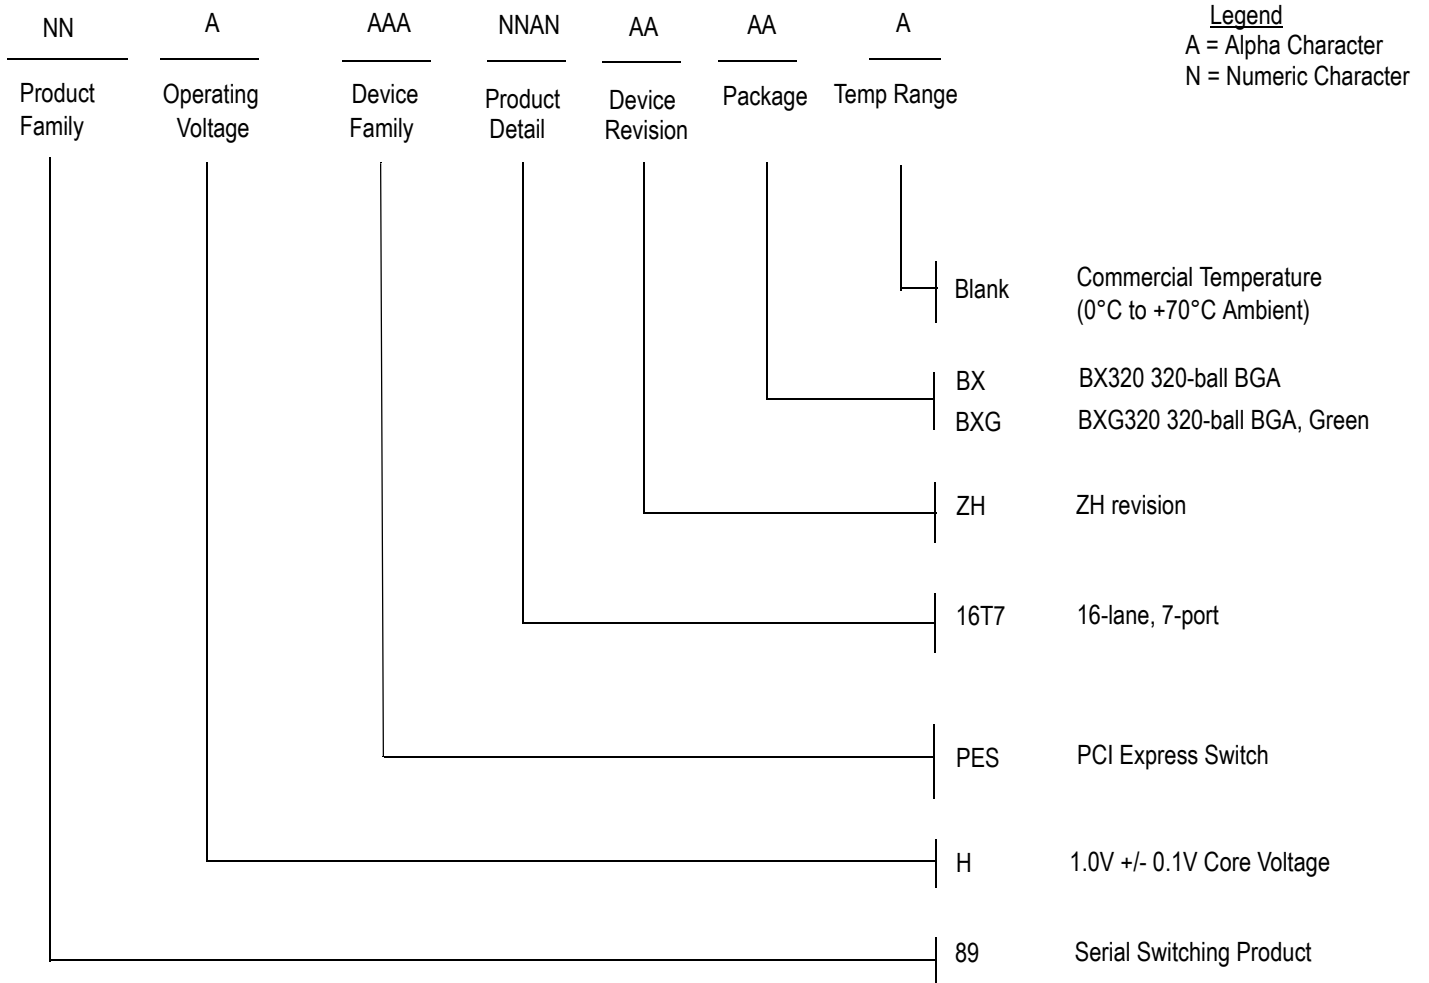 NN A AAA NNAN AA AA A
Legend
A = Alpha Character
N = Numeric Character
Product
Family
Operating
Voltage
Device
Family
Product
Detail
Device
Revision
Package
Temp Range
Blank Commercial Temperature
(0°C to +70°C Ambient)
BX BX320 320-ball BGA
BXG BXG320 320-ball BGA, Green
ZH ZH revision
16T7 16-lane, 7-port
PES PCI Express Switch
H 1.0V +/- 0.1V Core Voltage
89 Serial Switching Product